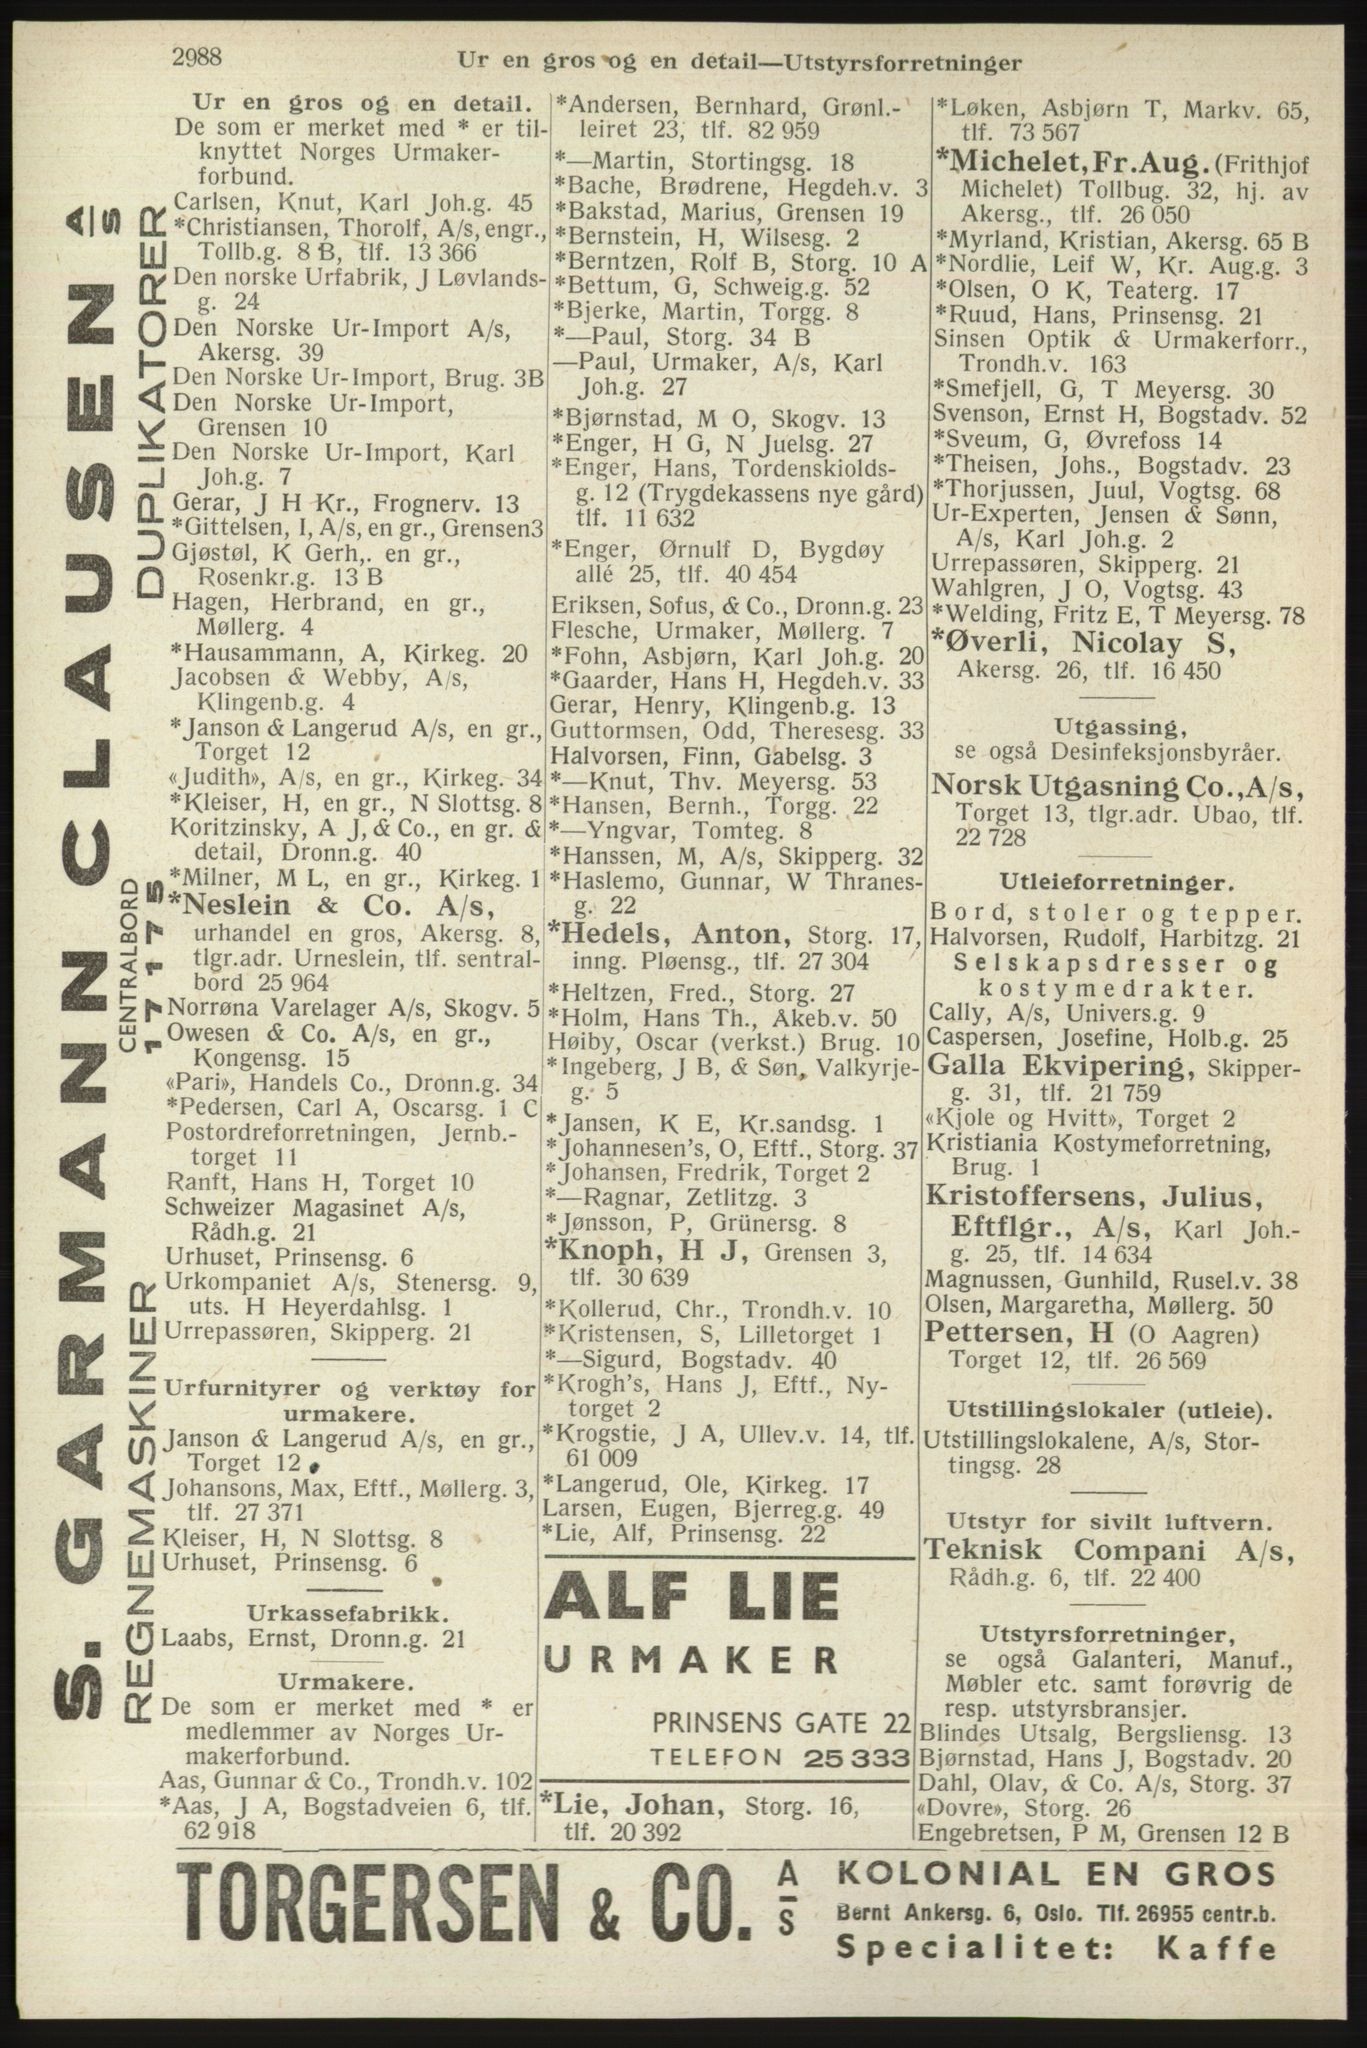 2988
Ur en gros og en detail—Utstyrsforretninger
S. GARMANN CLAUSEN A/S
REGNEMASKINER
CENTRALBORD
171775
DUPLIKATORER
Ur en gros og en detail.
De som er merket med * er til-
knyttet Norges Urmaker-
forbund.
Carlsen, Knut, Karl Joh.g. 45
*Christiansen, Thorolf, A/s, engr.,
Tollb.g. 8 B, tlf. 13 366
Den norske Urfabrik, J Løvlands-
g. 24
Den Norske Ur-Import A/s,
Akersg. 39
Den Norske Ur-Import, Brug. 3B
Den Norske Ur-Import,
Grensen 10
Den Norske Ur-Import, Karl
Joh.g. 7
Gerar, J H Kr., Frognerv. 13
*Gittelsen, I, A/s, en gr., Grensen3
Gjøstøl, K Gerh,. en gr.,
Rosenkr.g. 13 B
Hagen, Herbrand, en gr.,
Møllerg. 4
*Hausammann, A, Kirkeg. 20
Jacobsen & Webby, A/s,
Klingenb.g. 4
*Janson & Langerud A/s, en gr.,
Torget 12
«Judith», A/s, en gr., Kirkeg. 34
*Kleiser, H, en gr., N Slottsg. 8
Koritzinsky, A J, & Co., en gr. &
detail, Dronn.g. 40
*Milner, M L, en gr., Kirkeg. 1
*Neslein & Co. A/s,
urhandel en gros, Akersg. 8,
tlgr.adr. Urneslein, tlf. sentral-
bord 25 964
Norrøna Varelager A/s, Skogv. 5
Owesen & Co. A/s, en gr.,
Kongensg. 15
«Pari», Handels Co., Dronn.g. 34
*Pedersen, Carl A, Oscarsg. 1 C
Postordreforretningen, Jernb.-
torget 11
Ranft, Hans H, Torget 10
Schweizer Magasinet A/s,
Rådh.g. 21
Urhuset, Prinsensg. 6
Urkompaniet A/s, Stenersg. 9,
uts. H Heyerdahlsg. 1
Urrepassøren, Skipperg. 21
Urfurnityrer og verktøy for
urmakere.
Janson & Langerud A/s, en gr.,
Torget 12
Johansons, Max, Eftf., Møllerg. 3,
tlf. 27 371
Kleiser, H, N Slottsg. 8
Urhuset, Prinsensg. 6
Urkassefabrikk.
Laabs, Ernst, Dronn.g. 21
Urmakere.
De som er merket med * er
medlemmer av Norges Ur-
makerforbund.
Aas, Gunnar & Co., Trondh.v. 102
*Aas, J A, Bogstadveien 6, tlf.
62 918
*Andersen, Bernhard, Grønl.-
leiret 23, tlf. 82 959
*—Martin, Stortingsg. 18
*Bache, Brødrene, Hegdeh.v. 3
*Bakstad, Marius, Grensen 19
*Bernstein, H, Wilsesg. 2
*Berntzen, Rolf B, Storg. 10 A
*Bettum, G, Schweig.g. 52
*Bjerke, Martin, Torgg. 8
*—Paul, Storg. 34 B
—Paul, Urmaker, A/s, Karl
Joh.g. 27
*Bjørnstad, M O, Skogv. 13
*Enger, H G, N Juelsg. 27
*Enger, Hans, Tordenskiolds-
g. 12 (Trygdekassens nye gård)
tlf. 11 632
*Enger, Ørnulf D, Bygdøy
allé 25, tlf. 40 454
Eriksen, Sofus, & Co., Dronn.g. 23
Flesche, Urmaker, Møllerg. 7
*Fohn, Asbjørn, Karl Joh.g. 20
*Gaarder, Hans H, Hegdeh.v. 33
Gerar, Henry, Klingenb.g. 13
Guttormsen, Odd, Theresesg. 33
Halvorsen, Finn, Gabelsg. 3
*—Knut, Thv. Meyersg. 53
*Hansen, Bernh., Torgg. 22
*—Yngvar, Tomteg. 8
*Hanssen, M, A/s, Skipperg. 32
*Haslemo, Gunnar, W Thranes-
g. 22
*Hedels, Anton, Storg. 17,
inng. Pløensg., tlf. 27 304
*Heltzen, Fred., Storg. 27
*Holm, Hans Th., Åkeb.v. 50
Høiby, Oscar (verkst.) Brug. 10
*Ingeberg, J B, & Søn, Valkyrje-
g. 5
*Jansen, K E, Kr.sandsg. 1
*Johannesen's, O, Eftf., Storg. 37
*Johansen, Fredrik, Torget 2
*—Ragnar, Zetlitzg. 3
*Jønsson, P, Grünersg. 8
*Knoph, H J, Grensen 3,
tlf. 30 639
*Kollerud, Chr., Trondh.v. 10
*Kristensen, S, Lilletorget 1
*—Sigurd, Bogstadv. 40
*Krogh's, Hans J, Eftf., Ny-
torget 2
*Krogstie, J A, Ullev.v. 14, tlf.
61 009
*Langerud, Ole, Kirkeg. 17
Larsen, Eugen, Bjerreg.g. 49
*Lie, Alf, Prinsensg. 22
ALF LIE
URMAKER
PRINSENS GATE 22
TELEFON 25 333
*Lie, Johan, Storg. 16,
tlf. 20 392
*Løken, Asbjørn T, Markv. 65,
tlf. 73 567
*Michelet, Fr. Aug. (Frithjof
Michelet) Tollbug. 32, hj. av
Akersg., tlf. 26 050
*Myrland, Kristian, Akersg. 65 B
*Nordlie, Leif W, Kr. Aug.g. 3
*Olsen, O K, Teaterg. 17
*Ruud, Hans, Prinsensg. 21
Sinsen Optik & Urmakerforr.,
Trondh.v. 163
*Smefjell, G, T Meyersg. 30
Svenson, Ernst H, Bogstadv. 52
*Sveum, G, Øvrefoss 14
*Theisen, Johs., Bogstadv. 23
*Thorjussen, Juul, Vogtsg. 68
Ur-Experten, Jensen & Sønn,
A/s, Karl Joh.g. 2
Urrepassøren, Skipperg. 21
Wahlgren, J O, Vogtsg. 43
*Welding, Fritz E, T Meyersg. 78
*Øverli, Nicolay S,
Akersg. 26, tlf. 16 450
Utgassing,
se også Desinfeksjonsbyråer.
Norsk Utgasning Co., A/s,
Torget 13, tlgr.adr. Ubao, tlf.
22 728
Utleieforretninger.
Bord, stoler og tepper.
Halvorsen, Rudolf, Harbitzg. 21
Selskapsdresser og
kostymedrakter.
Cally, A/s, Univers.g. 9
Caspersen, Josefine, Holb.g. 25
Galla Ekvipering, Skipper-
g. 31, tlf. 21 759
«Kjole og Hvitt», Torget 2
Kristiania Kostymeforretning,
Brug. 1
Kristoffersens, Julius,
Eftflgr., A/s, Karl Joh.-
g. 25, tlf. 14 634
Magnussen, Gunhild, Rusel.v. 38
Olsen, Margaretha, Møllerg. 50
Pettersen, H (O Aagren)
Torget 12, tlf. 26 569
Utstillingslokaler (utleie).
Utstillingslokalene, A/s, Stor-
tingsg. 28
Utstyr for sivilt luftvern.
Teknisk Compani A/s,
Rådh.g. 6, tlf. 22 400
Utstyrsforretninger,
se også Galanteri, Manuf.,
Møbler etc. samt forøvrig de
resp. utstyrsbransjer.
Blindes Utsalg, Bergsliensg. 13
Bjørnstad, Hans J, Bogstadv. 20
Dahl, Olav, & Co. A/s, Storg. 37
«Dovre», Storg. 26
Engebretsen, P M, Grensen 12 B
TORGERSEN & CO. A/S
KOLONIAL EN GROS
Bernt Ankersg. 6, Oslo. Tlf. 26955 centr.b.
Specialitet: Kaffe